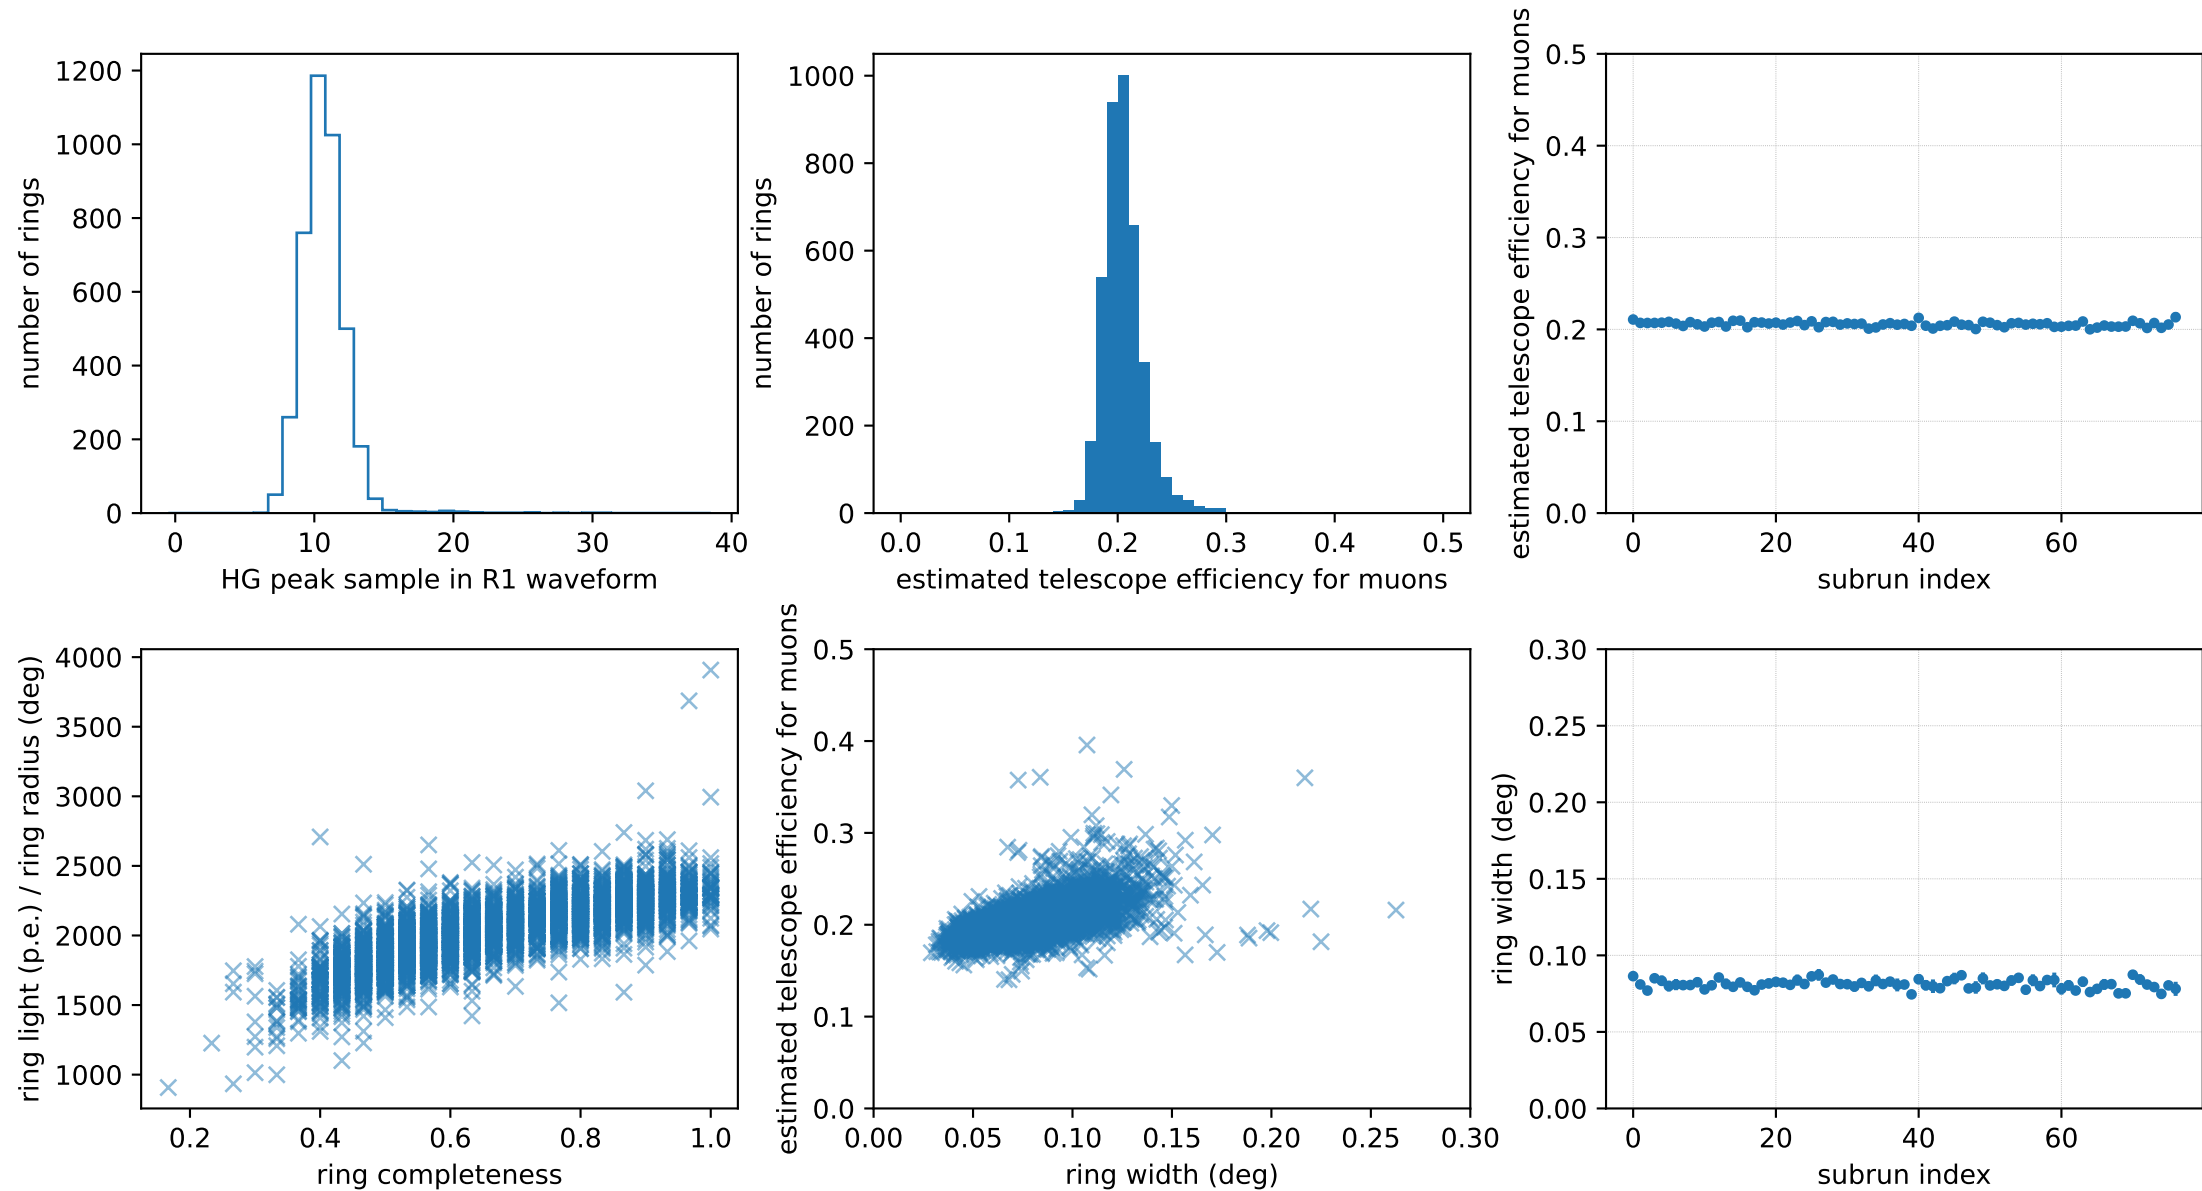 number of rings
1200
1000
800
600
400
200
0
0 10 20 30 40
HG peak sample in R1 waveform
number of rings
1000
800
600
400
200
0
0.0 0.1 0.2 0.3 0.4 0.5
estimated telescope efficiency for muons
estimated telescope efficiency for muons
0.5
0.4
0.3
0.2
0.1
0.0
0 20 40 60
subrun index
ring light (p.e.) / ring radius (deg)
4000
3500
3000
2500
2000
1500
1000
0.2 0.4 0.6 0.8 1.0
ring completeness
estimated telescope efficiency for muons
0.5
0.4
0.3
0.2
0.1
0.0
0.00 0.05 0.10 0.15 0.20 0.25 0.30
ring width (deg)
ring width (deg)
0.30
0.25
0.20
0.15
0.10
0.05
0.00
0 20 40 60
subrun index